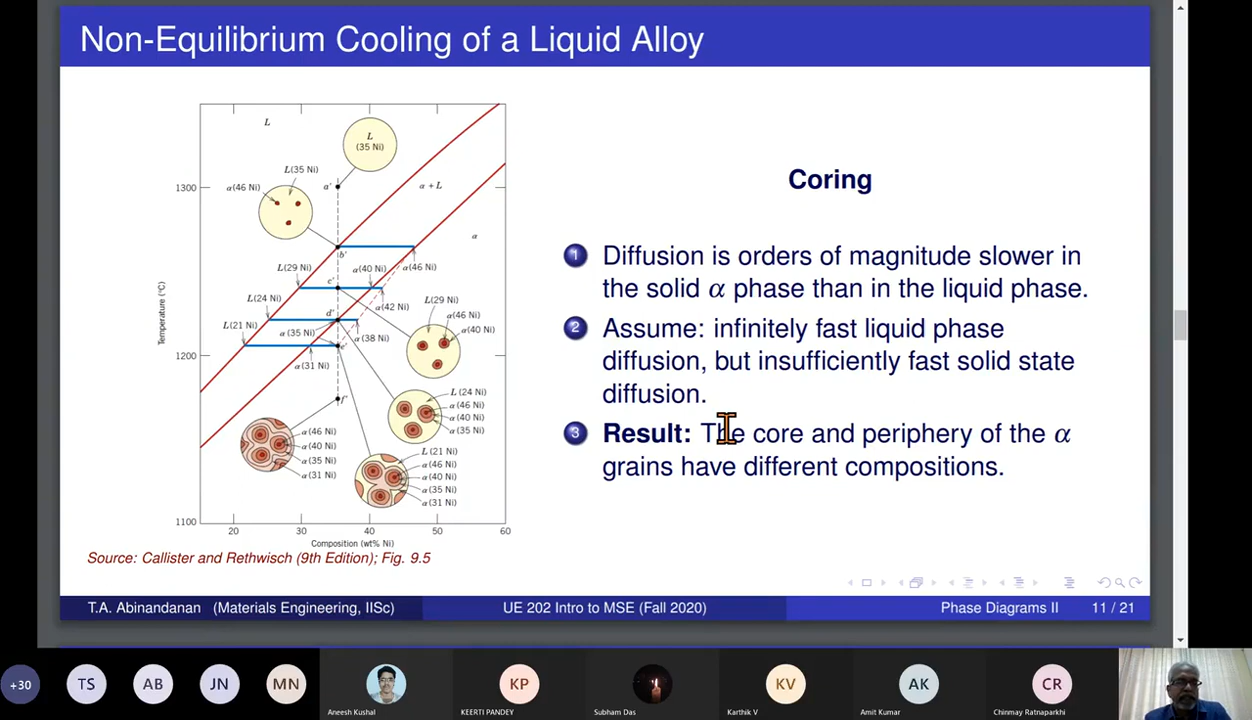 Non-Equilibrium Cooling of a Liquid Alloy
L
L
(35 Ni)
L(35 Ni)
α(46 Ni)
a'
α + L
1300
α
b'
L(29 Ni)
α(40 Ni)
α(46 Ni)
c'
L(24 Ni)
α(42 Ni)
L(29 Ni)
d'
α(46 Ni)
L(21 Ni)
α(35 Ni)
α(40 Ni)
α(38 Ni)
e'
1200
α(31 Ni)
Temperature (°C)
L(24 Ni)
f'
α(46 Ni)
α(40 Ni)
α(35 Ni)
α(46 Ni)
α(40 Ni)
α(35 Ni)
α(31 Ni)
L(21 Ni)
α(46 Ni)
α(40 Ni)
α(35 Ni)
α(31 Ni)
1100
20 30 40 50 60
Composition (wt% Ni)
Source: Callister and Rethwisch (9th Edition); Fig. 9.5
Coring
1 Diffusion is orders of magnitude slower in
the solid α phase than in the liquid phase.
2 Assume: infinitely fast liquid phase
diffusion, but insufficiently fast solid state
diffusion.
3 Result: The core and periphery of the α
grains have different compositions.
T.A. Abinandanan (Materials Engineering, IISc) UE 202 Intro to MSE (Fall 2020) Phase Diagrams II 11 / 21
+30 TS AB JN MN KP KV AK CR
Aneesh Kushal KEERTI PANDEY Subham Das Karthik V Amit Kumar Chinmay Ratnaparkhi